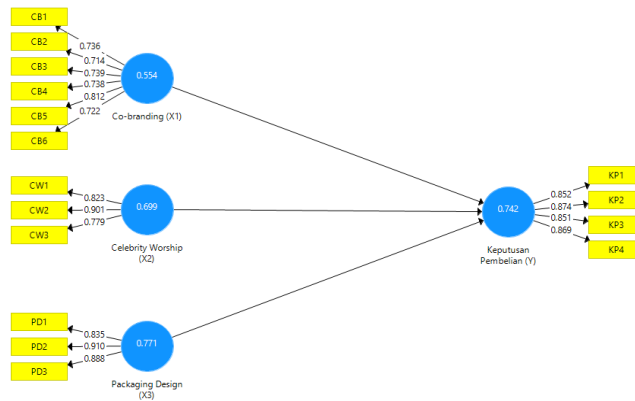 CB1
CB2
CB3
CB4
CB5
CB6
0.736
0.714
0.739
0.738
0.812
0.722
0.554
Co-branding (X1)
CW1
CW2
CW3
0.823
0.901
0.779
0.699
Celebrity Worship
(X2)
PD1
PD2
PD3
0.835
0.910
0.888
0.771
Packaging Design
(X3)
0.742
Keputusan
Pembelian (Y)
0.852
0.874
0.851
0.869
KP1
KP2
KP3
KP4